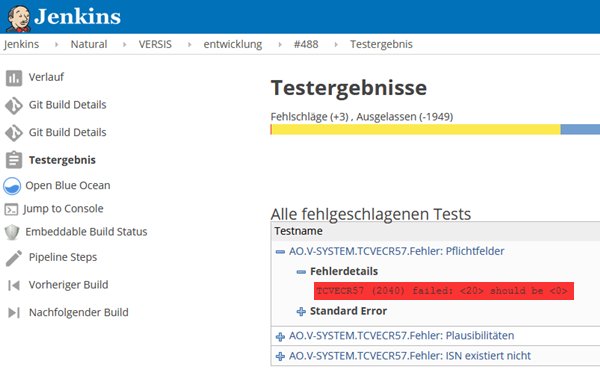 Jenkins
Jenkins > Natural > VERSIS > entwicklung > #488 > Testergebnis
Verlauf
Git Build Details
Git Build Details
Testergebnis
Open Blue Ocean
Jump to Console
Embeddable Build Status
Pipeline Steps
Vorheriger Build
Nachfolgender Build
Testergebnisse
Fehlschläge (+3) , Ausgelassen (-1949)
Alle fehlgeschlagenen Tests
Testname
AO.V-SYSTEM.TCVECR57.Fehler: Pflichtfelder
Fehlerdetails
TCVECR57 (2040) failed: <20> should be <0>
Standard Error
AO.V-SYSTEM.TCVECR57.Fehler: Plausibilitäten
AO.V-SYSTEM.TCVECR57.Fehler: ISN existiert nicht